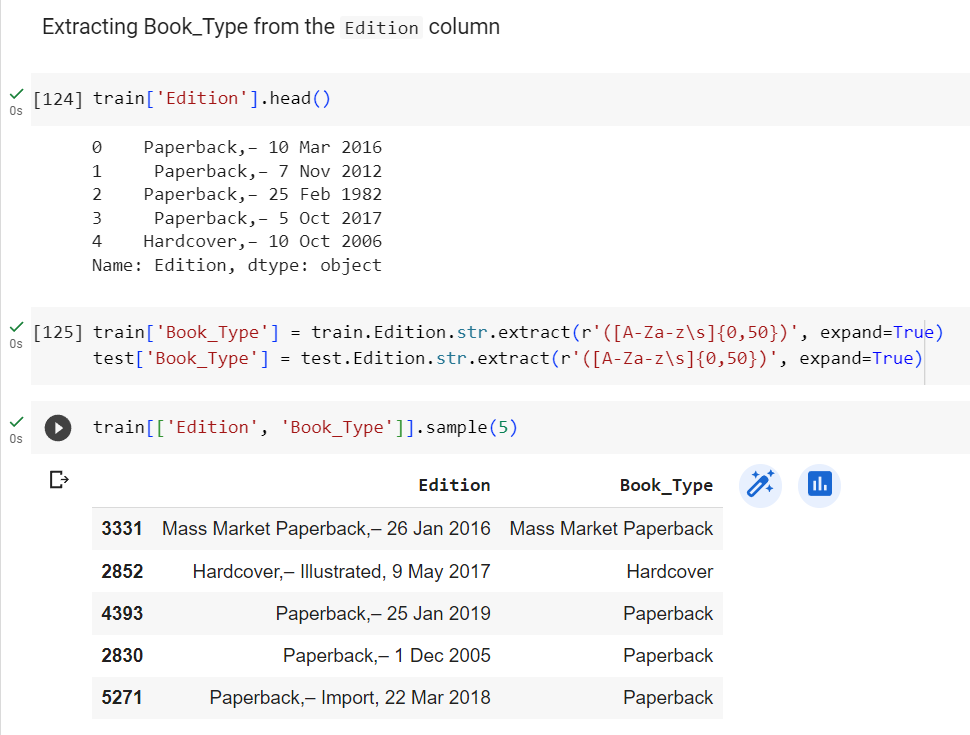 Extracting Book_Type from the Edition column
0s
[124] train['Edition'].head()
0    Paperback,– 10 Mar 2016
1     Paperback,– 7 Nov 2012
2    Paperback,– 25 Feb 1982
3     Paperback,– 5 Oct 2017
4    Hardcover,– 10 Oct 2006
Name: Edition, dtype: object
0s
[125] train['Book_Type'] = train.Edition.str.extract(r'([A-Za-z\s]{0,50})', expand=True)
test['Book_Type'] = test.Edition.str.extract(r'([A-Za-z\s]{0,50})', expand=True)
0s
train[['Edition', 'Book_Type']].sample(5)
Edition Book_Type
3331 Mass Market Paperback,– 26 Jan 2016 Mass Market Paperback
2852 Hardcover,– Illustrated, 9 May 2017 Hardcover
4393 Paperback,– 25 Jan 2019 Paperback
2830 Paperback,– 1 Dec 2005 Paperback
5271 Paperback,– Import, 22 Mar 2018 Paperback